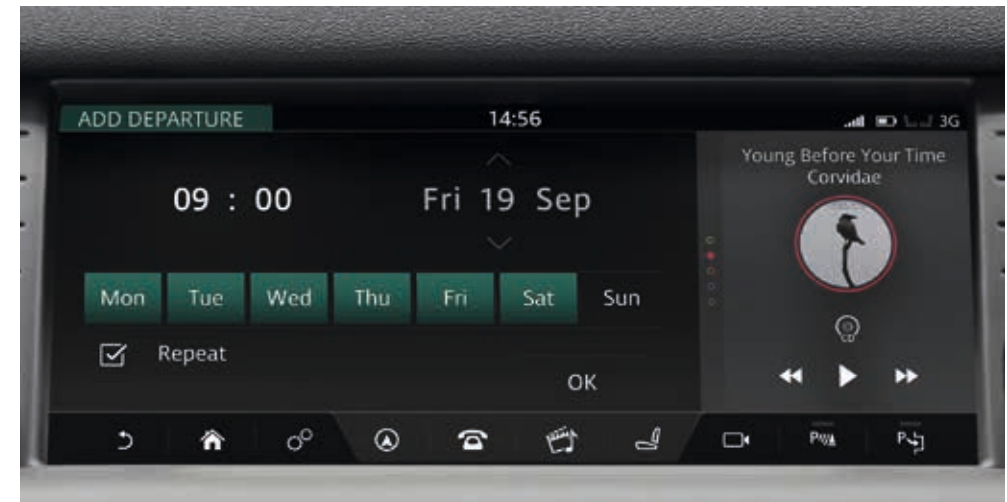 ADD DEPARTURE
14:56
3G
09 : 00
Fri 19 Sep
Mon Tue Wed Thu Fri Sat Sun
Repeat
OK
Young Before Your Time
Corvidae
CD
P
P